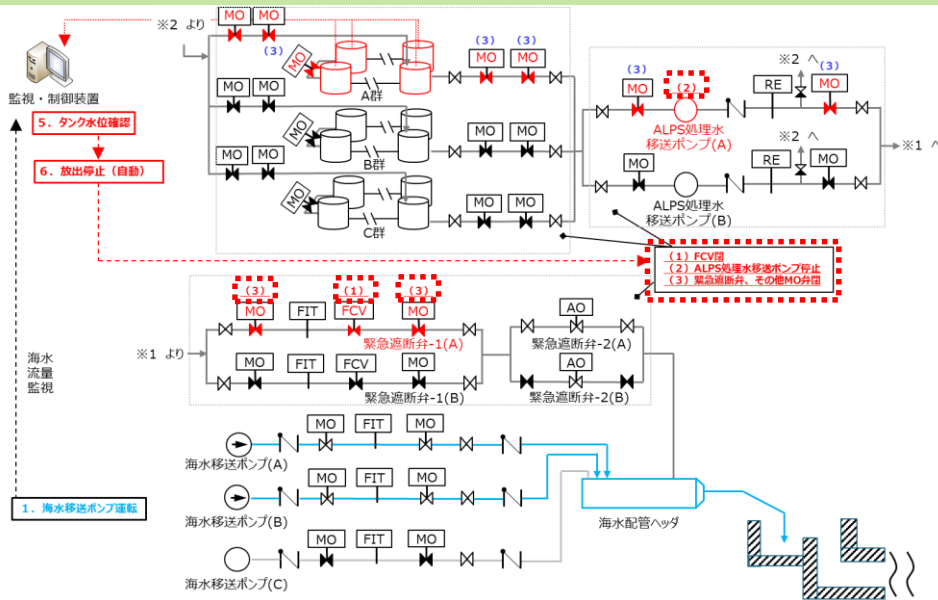 ※2 より
MO
MO
(3)
MO
A群
(3)
(3)
MO
MO
監視・制御装置
5. タンク水位確認
6. 放出停止（自動）
MO
MO
MO
B群
MO
MO
MO
MO
MO
C群
MO
MO
(3)
MO
(2)
ALPS処理水
移送ポンプ(A)
RE
※2 へ
(3)
MO
MO
ALPS処理水
移送ポンプ(B)
RE
※2 へ
MO
※1 へ
(1) FCV閉
(2) ALPS処理水移送ポンプ停止
(3) 緊急遮断弁、その他MO弁閉
海水
流量
監視
※1 より
(3)
MO
FIT
(1)
FCV
(3)
MO
緊急遮断弁-1(A)
MO
FIT
FCV
MO
緊急遮断弁-1(B)
AO
緊急遮断弁-2(A)
AO
緊急遮断弁-2(B)
MO
FIT
MO
海水移送ポンプ(A)
MO
FIT
MO
海水移送ポンプ(B)
MO
FIT
MO
海水移送ポンプ(C)
1. 海水移送ポンプ運転
海水配管ヘッダ